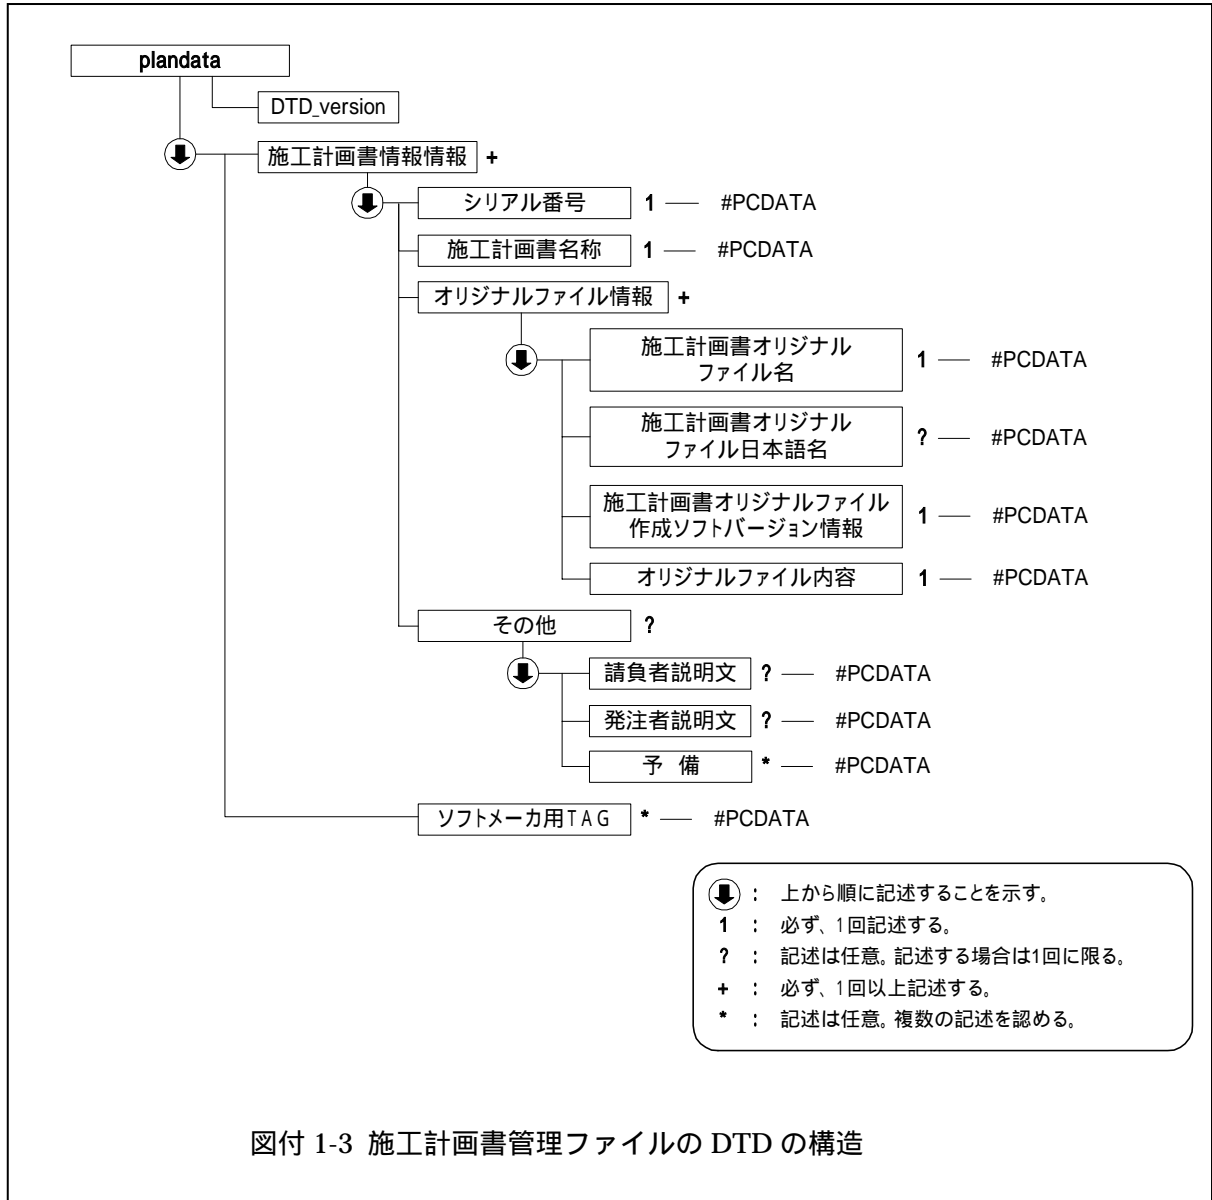 plandata
DTD_version
施工計画書情報情報 +
シリアル番号 1 — #PCDATA
施工計画書名称 1 — #PCDATA
オリジナルファイル情報 +
施工計画書オリジナル
ファイル名 1 — #PCDATA
施工計画書オリジナル
ファイル日本語名 ? — #PCDATA
施工計画書オリジナルファイル
作成ソフトバージョン情報 1 — #PCDATA
オリジナルファイル内容 1 — #PCDATA
その他 ?
請負者説明文 ? — #PCDATA
発注者説明文 ? — #PCDATA
予 備 * — #PCDATA
ソフトメーカ用TAG * — #PCDATA
: 上から順に記述することを示す。
1 : 必ず、1回記述する。
? : 記述は任意。記述する場合は1回に限る。
+ : 必ず、1回以上記述する。
* : 記述は任意。複数の記述を認める。
図付 1-3 施工計画書管理ファイルの DTD の構造